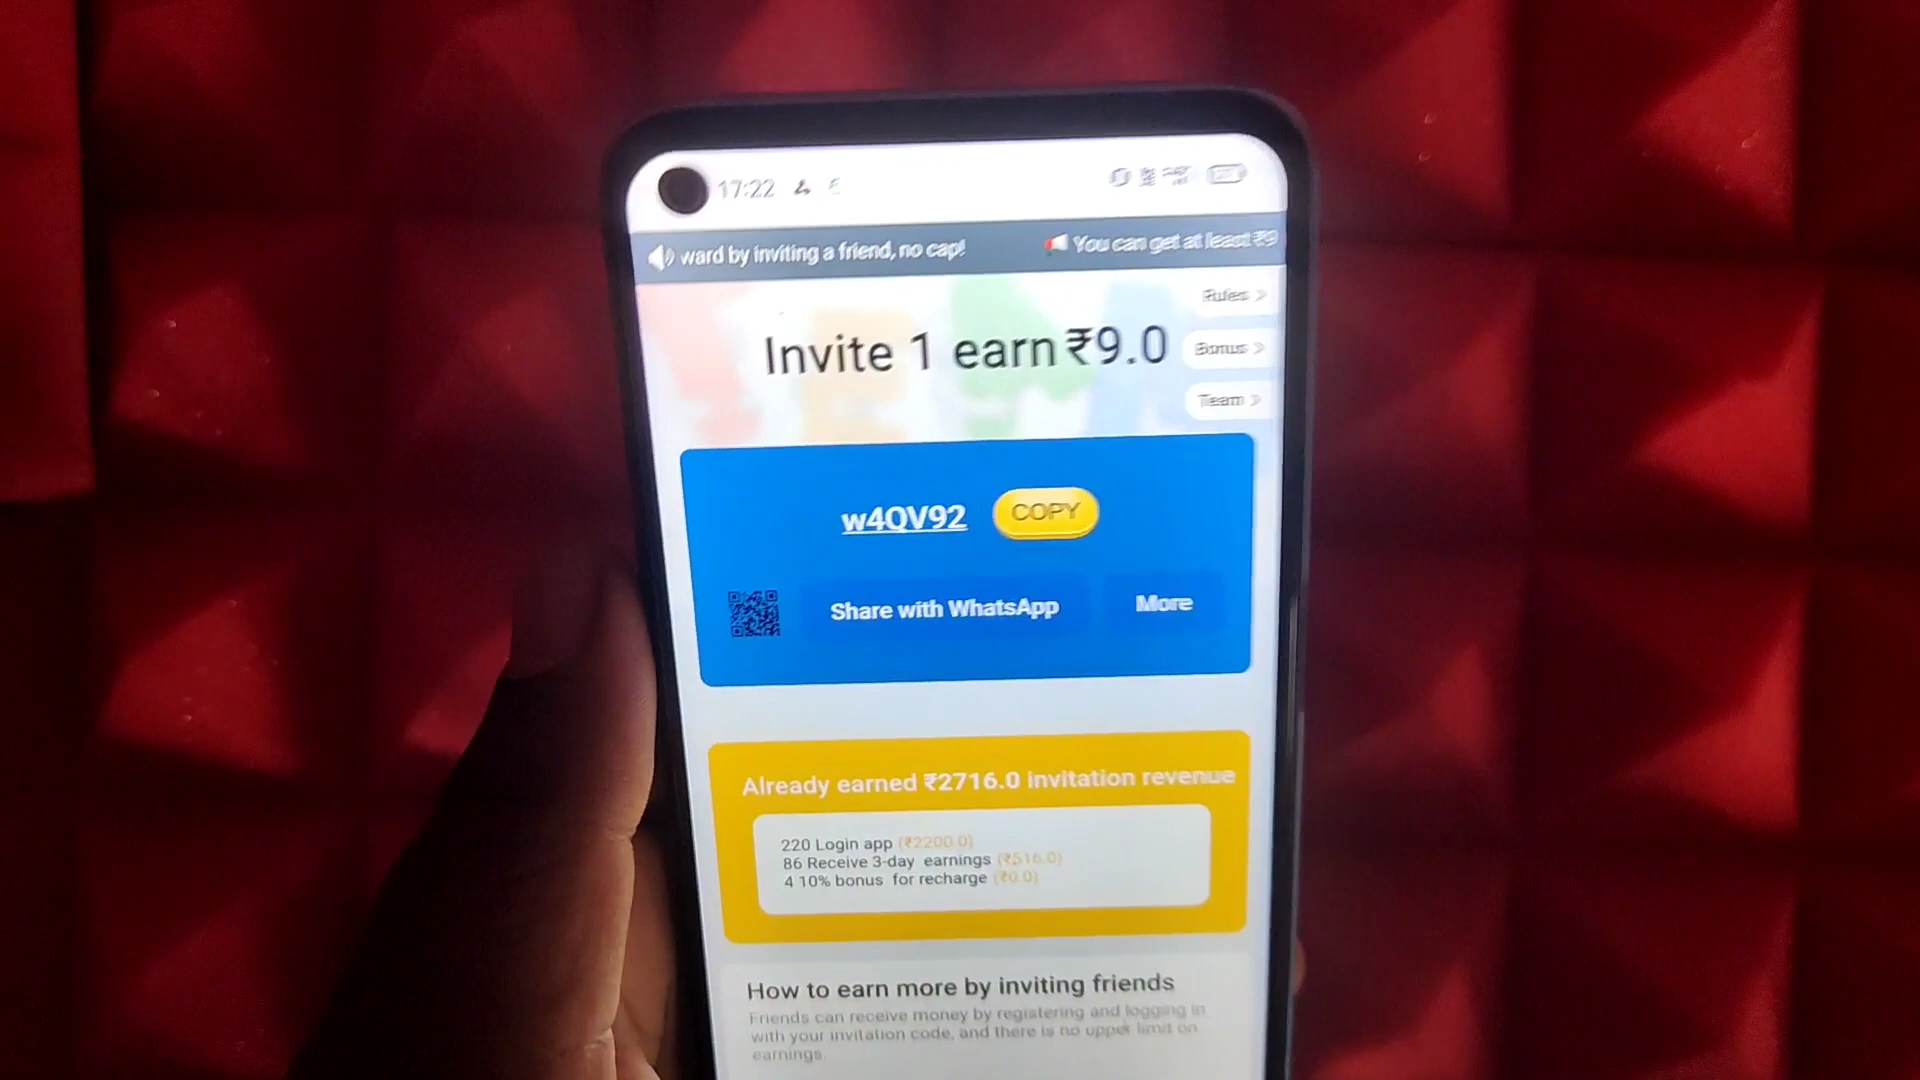 17:22
ward by inviting a friend, no cap!
You can get at least ₹9
Rules >
Invite 1 earn ₹9.0
Bonus >
Team >
w4QV92
COPY
Share with WhatsApp
More
Already earned ₹2716.0 invitation revenue
220 Login app (₹2200.0)
86 Receive 3-day earnings (₹516.0)
4 10% bonus for recharge (₹0.0)
How to earn more by inviting friends
Friends can receive money by registering and logging in
with your invitation code, and there is no upper limit on
earnings.